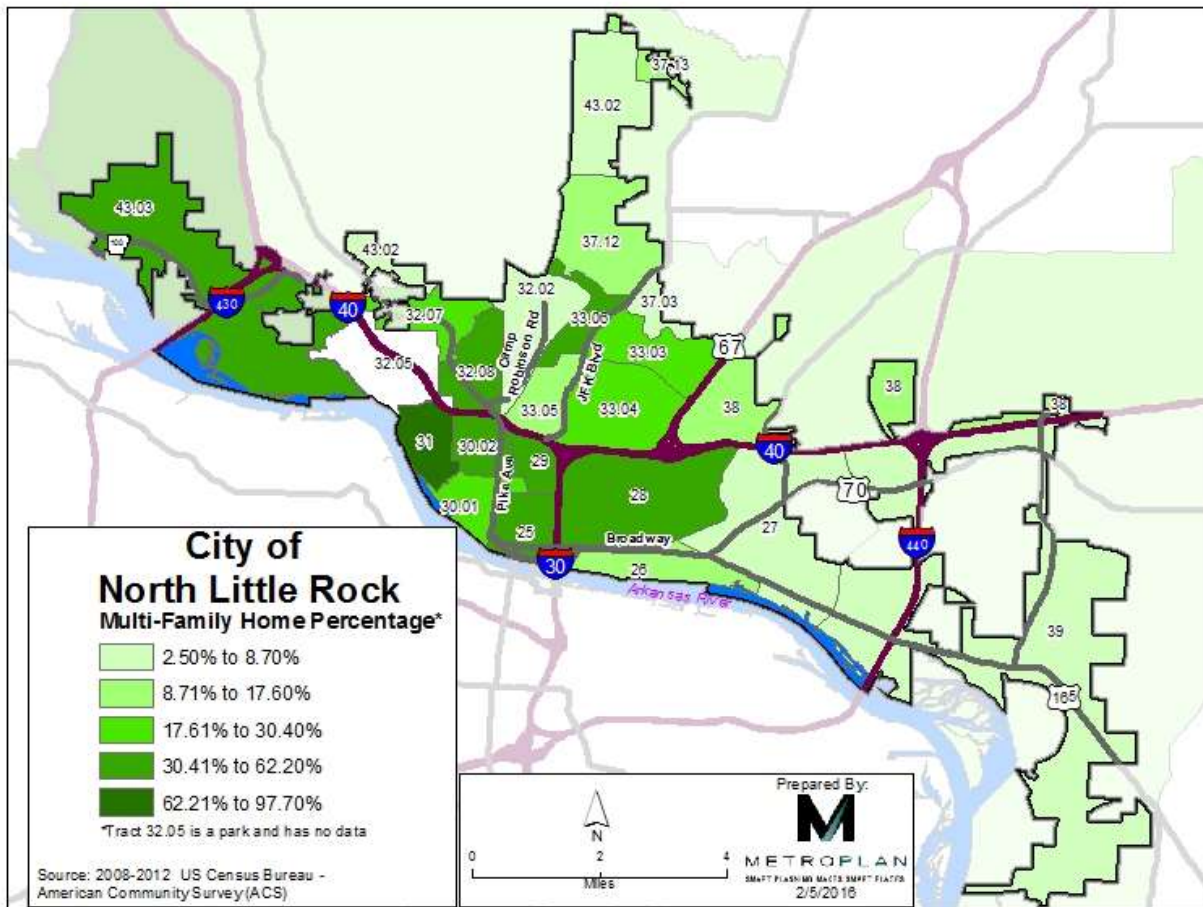 37.13
43.02
43.03
100
43.02
37.12
430
40
32.07
32.02
37.03
33.06
Camp
Robinson Rd
JFK Blvd
67
32.05
32.08
33.03
33.05
33.04
38
38
38
31
30.02
29
40
Pike Ave
28
70
30.01
25
27
Broadway
30
26
440
Arkansas River
39
165
City of
North Little Rock
Multi-Family Home Percentage*
2.50% to 8.70%
8.71% to 17.60%
17.61% to 30.40%
30.41% to 62.20%
62.21% to 97.70%
*Tract 32.05 is a park and has no data
Source: 2008-2012 US Census Bureau -
American Community Survey (ACS)
N
0 2 4
Miles
Prepared By:
M
METROPLAN
SMART PLANNING MAKES SMART PLACES
2/5/2016